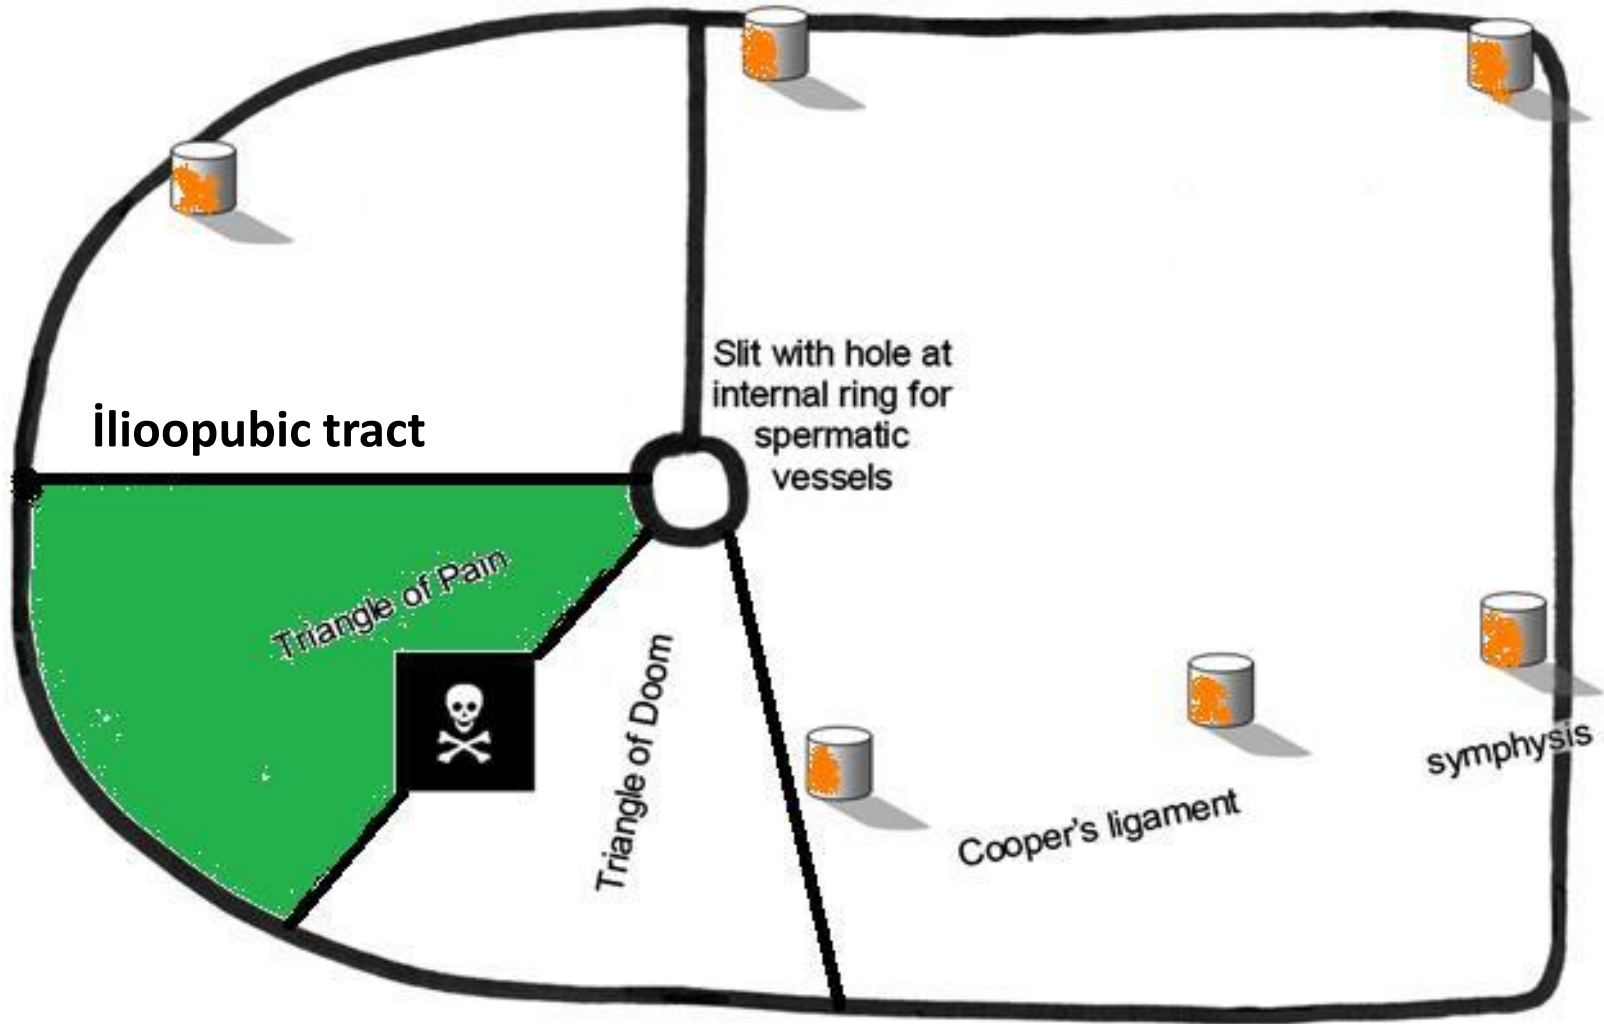 Slit with hole at
internal ring for
spermatic
vessels
İlioopubic tract
Triangle of Pain
Triangle of Doom
symphysis
Cooper's ligament